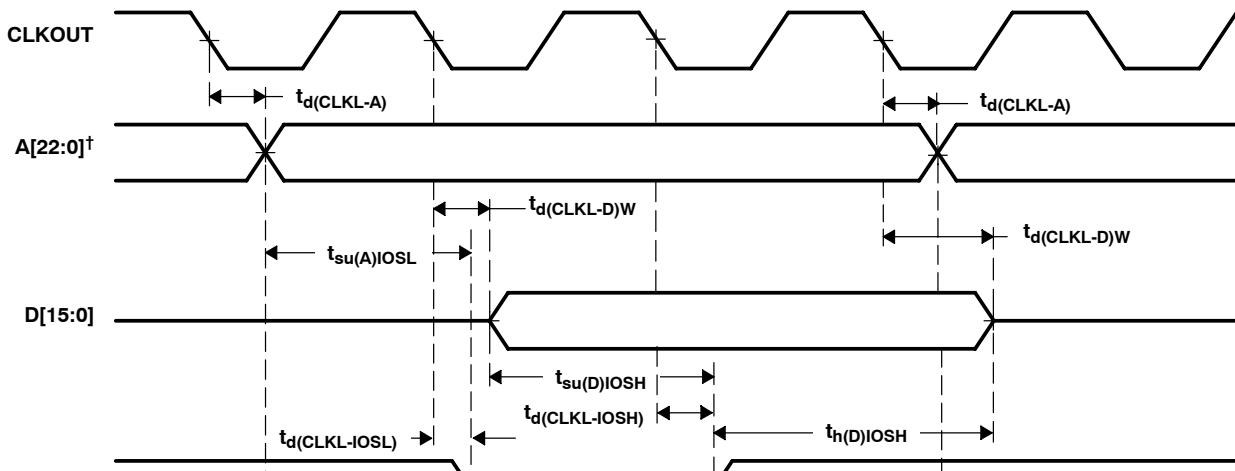 CLKOUT
td(CLKL-A) td(CLKL-A)
A[22:0]†
td(CLKL-D)W
td(CLKL-D)W
tsu(A)IOSL
D[15:0]
tsu(D)IOSH
td(CLKL-IOSH)
td(CLKL-IOSL) th(D)IOSH